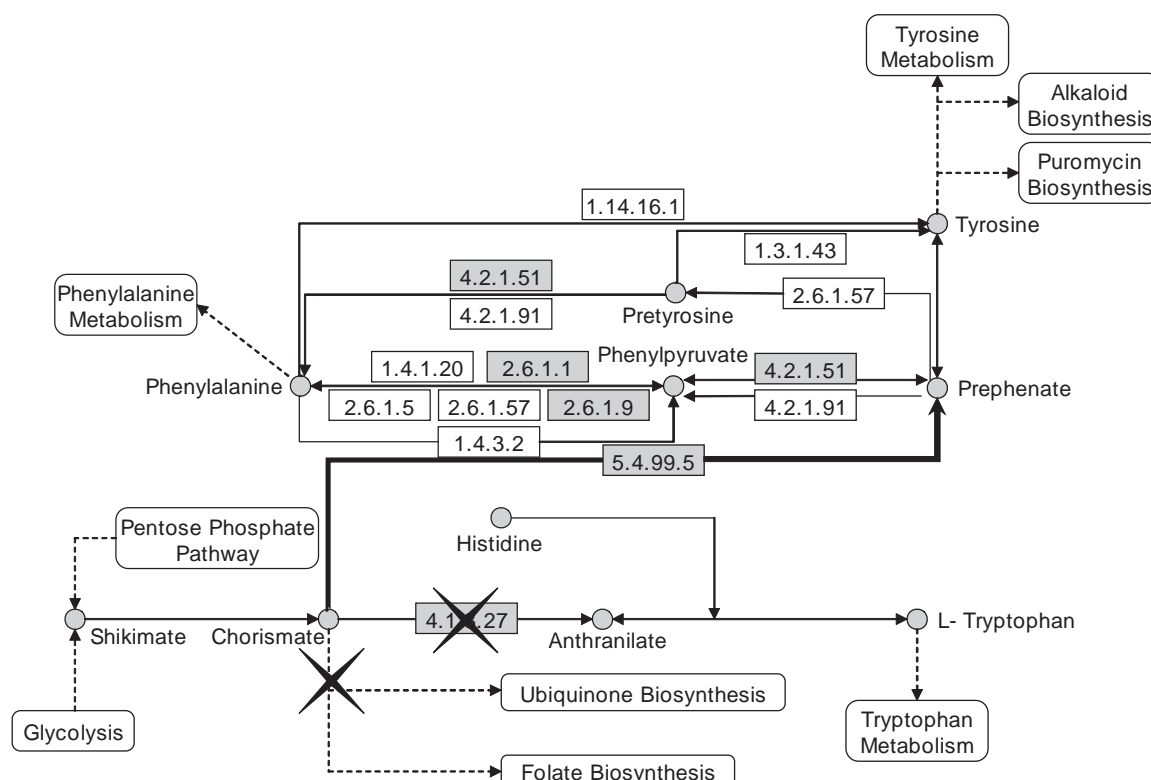 Tyrosine
Metabolism
Alkaloid
Biosynthesis
Puromycin
Biosynthesis
1.14.16.1
Tyrosine
1.3.1.43
4.2.1.51
Phenylalanine
Metabolism
2.6.1.57
4.2.1.91
Pretyrosine
Phenylpyruvate
1.4.1.20
2.6.1.1
4.2.1.51
Phenylalanine
Prephenate
2.6.1.5
2.6.1.57
2.6.1.9
4.2.1.91
1.4.3.2
5.4.99.5
Pentose Phosphate
Pathway
Histidine
Shikimate
Chorismate
Anthranilate
L- Tryptophan
Ubiquinone Biosynthesis
Glycolysis
Tryptophan
Metabolism
Folate Biosynthesis